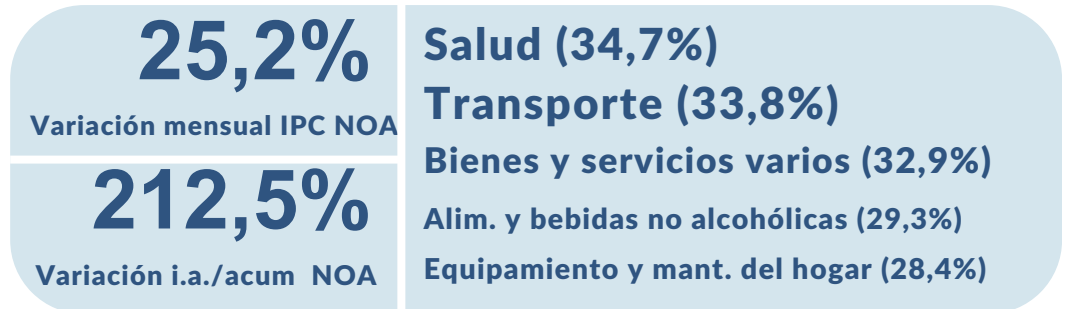 25,2%
Variación mensual IPC NOA
212,5%
Variación i.a./acum NOA
Salud (34,7%)
Transporte (33,8%)
Bienes y servicios varios (32,9%)
Alim. y bebidas no alcohólicas (29,3%)
Equipamiento y mant. del hogar (28,4%)